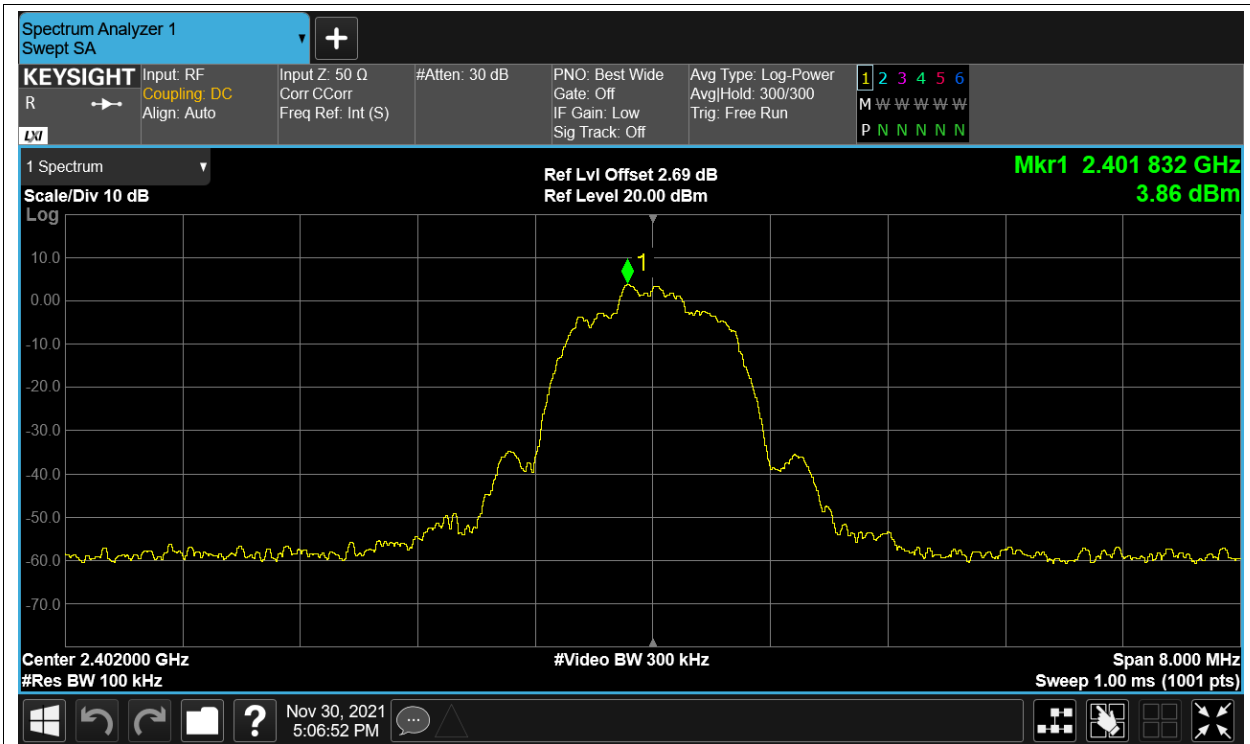 Spectrum Analyzer 1
Swept SA
KEYSIGHT
R
LXI
Input: RF
Coupling: DC
Align: Auto
Input Z: 50 Ω
Corr CCorr
Freq Ref: Int (S)
#Atten: 30 dB
PNO: Best Wide
Gate: Off
IF Gain: Low
Sig Track: Off
Avg Type: Log-Power
Avg|Hold: 300/300
Trig: Free Run
1 2 3 4 5 6
M W W W W W
P N N N N N
1 Spectrum
Scale/Div 10 dB
Ref Lvl Offset 2.69 dB
Ref Level 20.00 dBm
Mkr1 2.401 832 GHz
3.86 dBm
Log
10.0
0.00
-10.0
-20.0
-30.0
-40.0
-50.0
-60.0
-70.0
1
Center 2.402000 GHz
#Res BW 100 kHz
#Video BW 300 kHz
Span 8.000 MHz
Sweep 1.00 ms (1001 pts)
?
Nov 30, 2021
5:06:52 PM